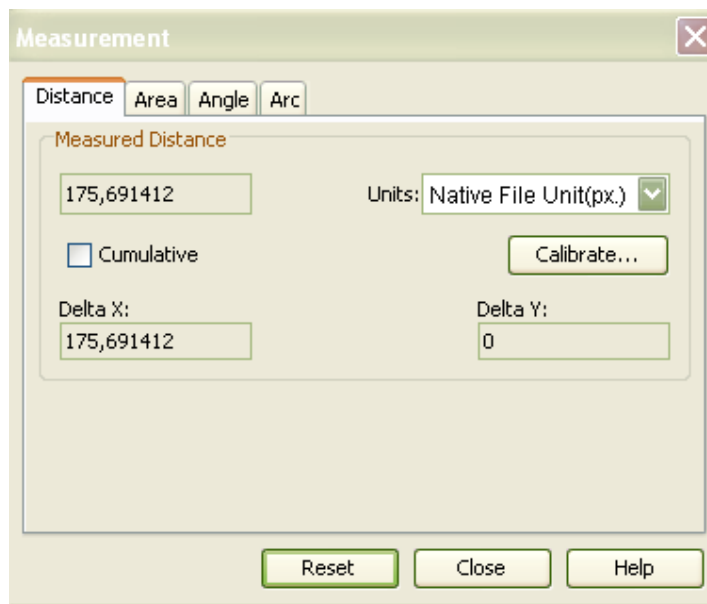 Measurement
Distance Area Angle Arc
Measured Distance
175,691412 Units: Native File Unit(px.)
Cumulative Calibrate...
Delta X: Delta Y:
175,691412 0
Reset Close Help